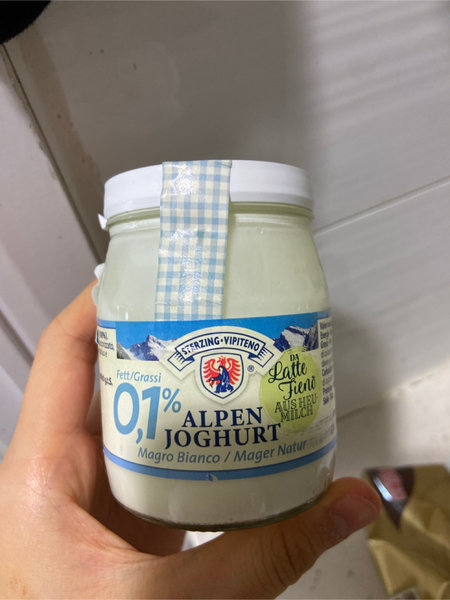 STERZING • VIPITENO
®
Fett/Grassi
0,1%
ALPEN
JOGHURT
Magro Bianco / Mager Natur
DA
Latte
Fieno
AUS HEU-
MILCH